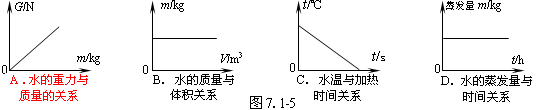 G/N
m/kg
t/℃
蒸发量 m/kg
0
0
0
0
m/kg
V/m³
t/s
t/h
A．水的重力与
质量的关系
B． 水的质量与
体积关系
C． 水温与加热
时间关系
D．水的蒸发量与
时间关系
图 7.1-5